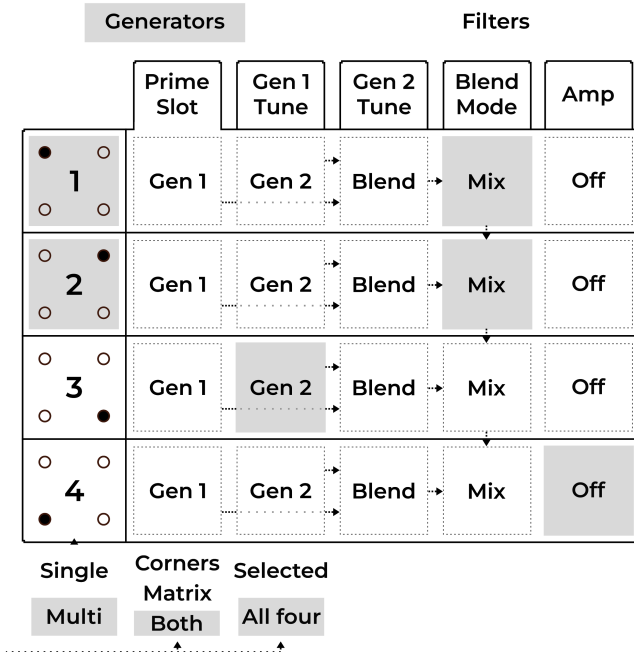 Generators Filters
Prime Slot Gen 1 Tune Gen 2 Tune Blend Mode Amp
1 Gen 1 Gen 2 Blend Mix Off
2 Gen 1 Gen 2 Blend Mix Off
3 Gen 1 Gen 2 Blend Mix Off
4 Gen 1 Gen 2 Blend Mix Off
Single Corners Matrix Selected
Multi Both All four